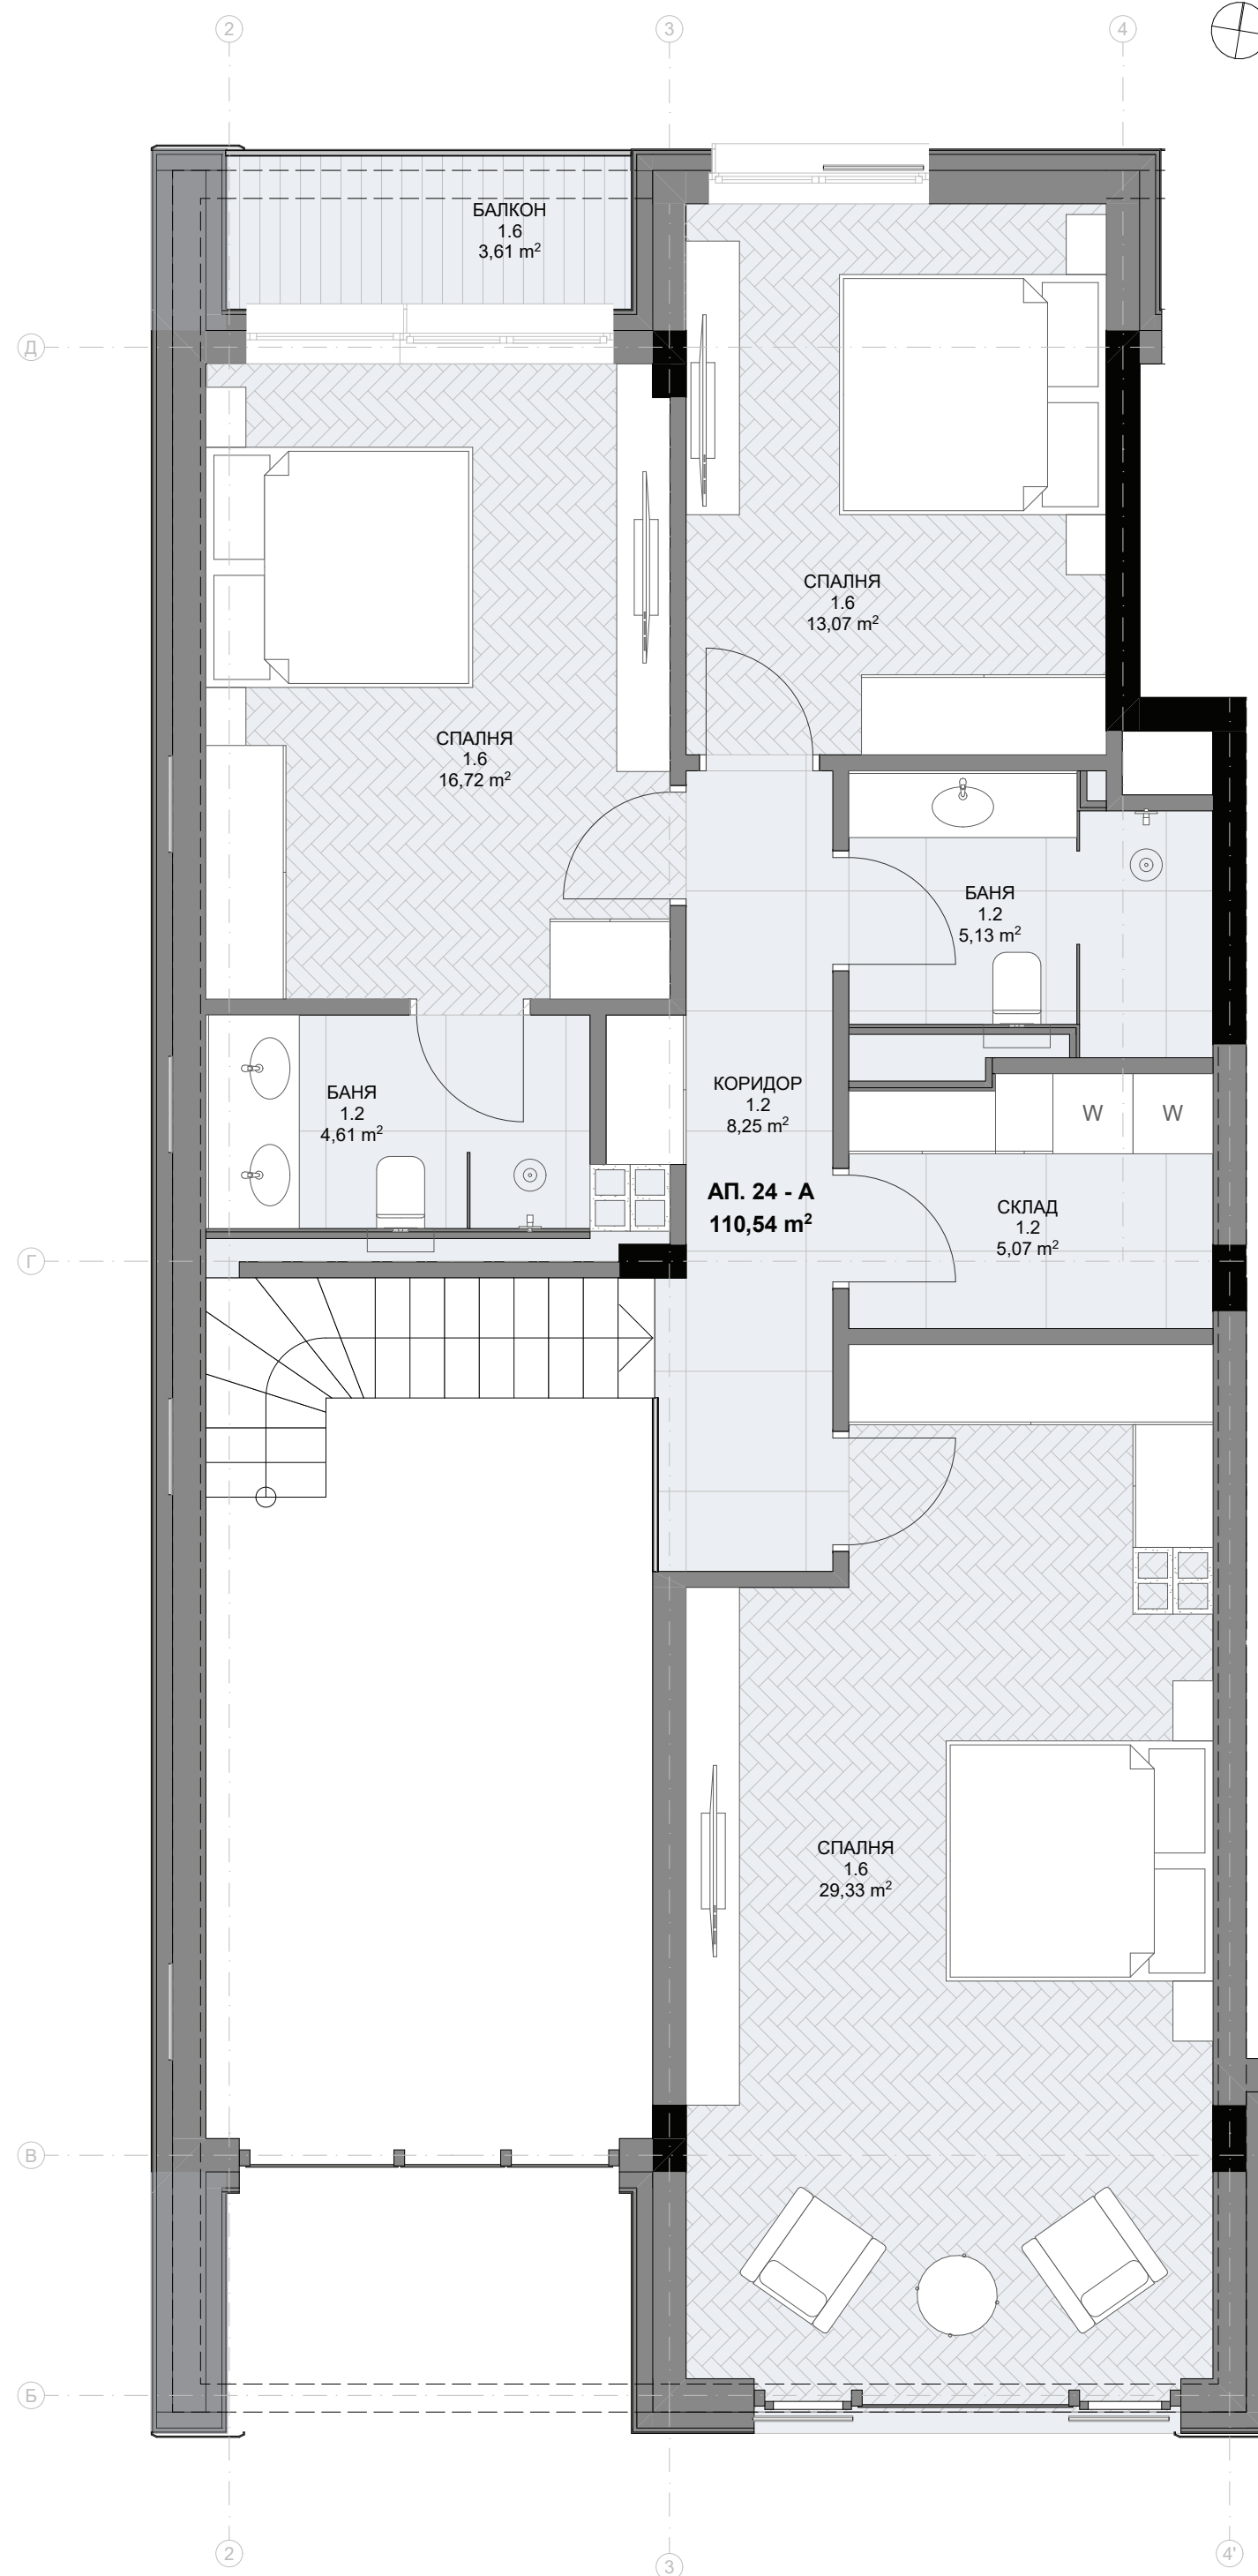 2
3
4
БАЛКОН
1.6
3,61 m²
Д
СПАЛНЯ
1.6
13,07 m²
СПАЛНЯ
1.6
16,72 m²
БАНЯ
1.2
5,13 m²
БАНЯ
1.2
4,61 m²
КОРИДОР
1.2
8,25 m²
W
W
АП. 24 - А
110,54 m²
СКЛАД
1.2
5,07 m²
Г
СПАЛНЯ
1.6
29,33 m²
В
Б
2
3
4'